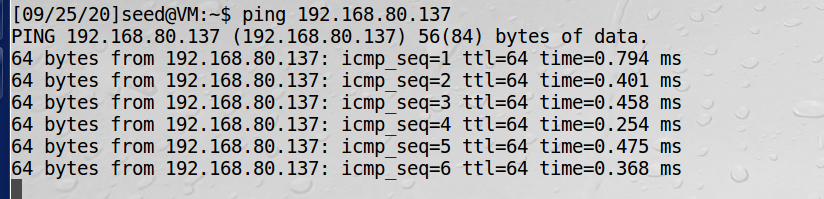 [09/25/20]seed@VM:~$ ping 192.168.80.137
PING 192.168.80.137 (192.168.80.137) 56(84) bytes of data.
64 bytes from 192.168.80.137: icmp_seq=1 ttl=64 time=0.794 ms
64 bytes from 192.168.80.137: icmp_seq=2 ttl=64 time=0.401 ms
64 bytes from 192.168.80.137: icmp_seq=3 ttl=64 time=0.458 ms
64 bytes from 192.168.80.137: icmp_seq=4 ttl=64 time=0.254 ms
64 bytes from 192.168.80.137: icmp_seq=5 ttl=64 time=0.475 ms
64 bytes from 192.168.80.137: icmp_seq=6 ttl=64 time=0.368 ms